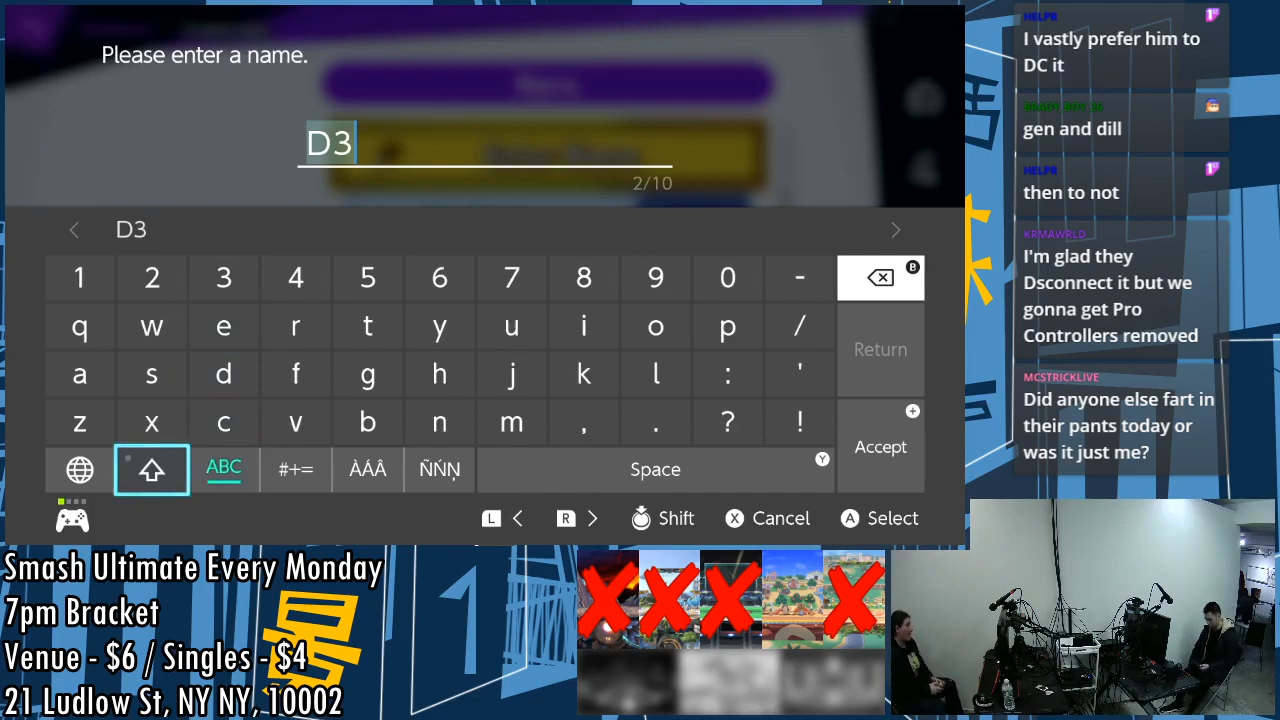 Please enter a name.
D3
2/10
D3
1 2 3 4 5 6 7 8 9 0 -
B
q w e r t y u i o p /
Return
a s d f g h j k l : '
z x c v b n m , . ? !
Accept
ABC #+= ÀÁÂ ÑŃŅ Space Y
L < R > Shift X Cancel A Select
HELPR
I vastly prefer him to
DC it
gen and dill
HELPR
then to not
KRMAWRLD
I'm glad they
Dsconnect it but we
gonna get Pro
Controllers removed
MCSTRICKLIVE
Did anyone else fart in
their pants today or
was it just me?
Smash Ultimate Every Monday
7pm Bracket
Venue - $6 / Singles - $4
21 Ludlow St, NY NY, 10002